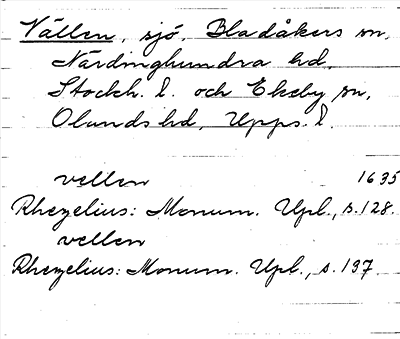 Vällen, sjö. Bladåkers sn,
Närdinghundra hd,
Stockh. l. och Ekeby sn,
Olands hd, Upps. l.
vellen 1635
Rhezelius: Monum. Upl., s. 128.
vellen
Rhezelius: Monum. Upl., s. 137.